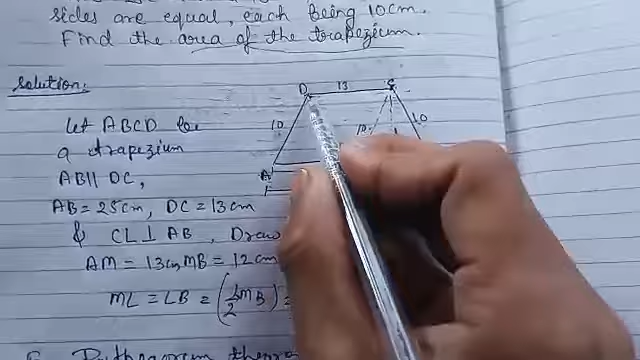 sides are equal, each being 10cm.
Find the area of the trapezium.
Solution:
D 13 C
10 10 10
Let ABCD be
a trapezium
A
AB || DC,
AB = 25cm, DC = 13cm
& CL ⊥ AB, Draw
AM = 13cm MB = 12cm
ML = LB = (1/2 MB) =